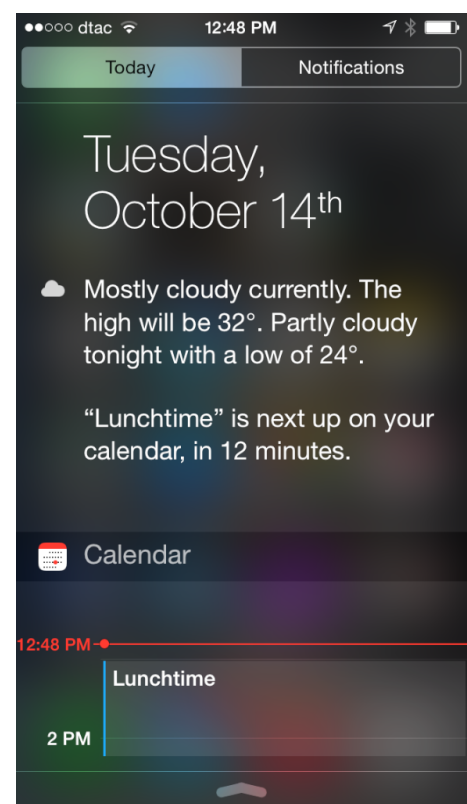 dtac 12:48 PM
Today Notifications
Tuesday,
October 14th
Mostly cloudy currently. The
high will be 32°. Partly cloudy
tonight with a low of 24°.
“Lunchtime” is next up on your
calendar, in 12 minutes.
Calendar
12:48 PM
Lunchtime
2 PM